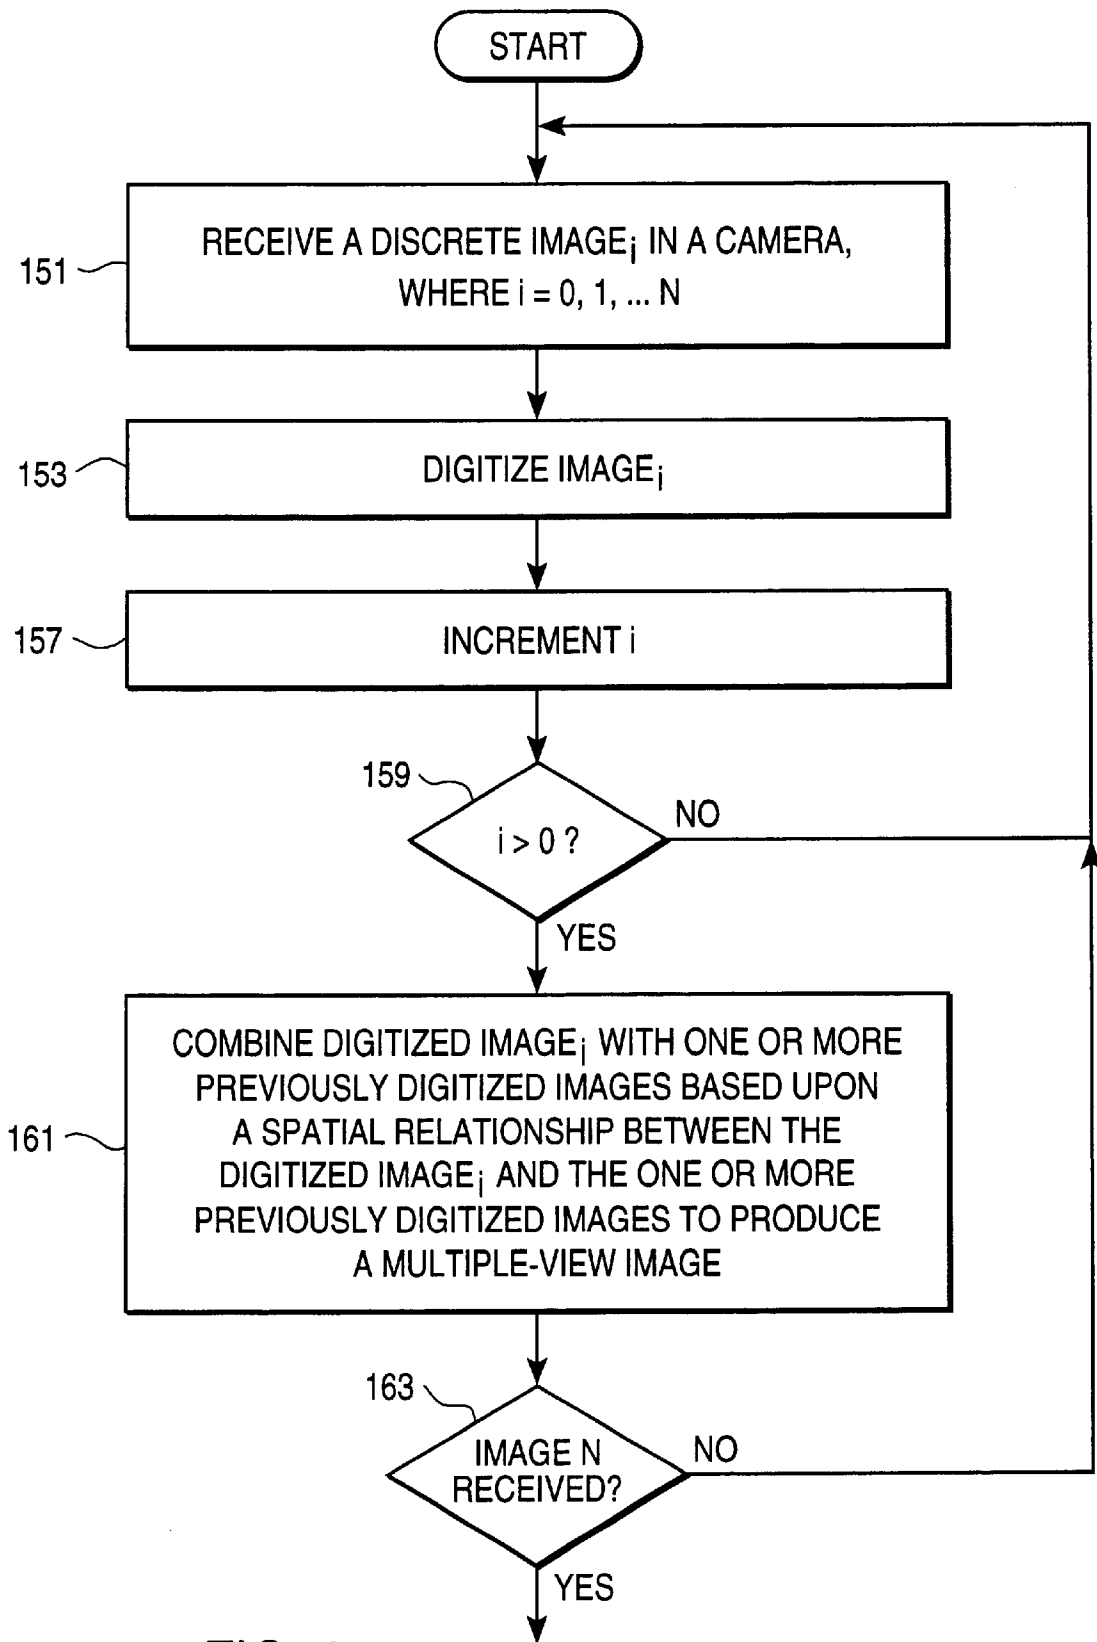 START
RECEIVE A DISCRETE IMAGEi IN A CAMERA,
WHERE i = 0, 1, ... N
151
DIGITIZE IMAGEi
153
INCREMENT i
157
159
i > 0 ?
NO
YES
COMBINE DIGITIZED IMAGEi WITH ONE OR MORE
PREVIOUSLY DIGITIZED IMAGES BASED UPON
A SPATIAL RELATIONSHIP BETWEEN THE
DIGITIZED IMAGEi AND THE ONE OR MORE
PREVIOUSLY DIGITIZED IMAGES TO PRODUCE
A MULTIPLE-VIEW IMAGE
161
163
IMAGE N
RECEIVED?
NO
YES